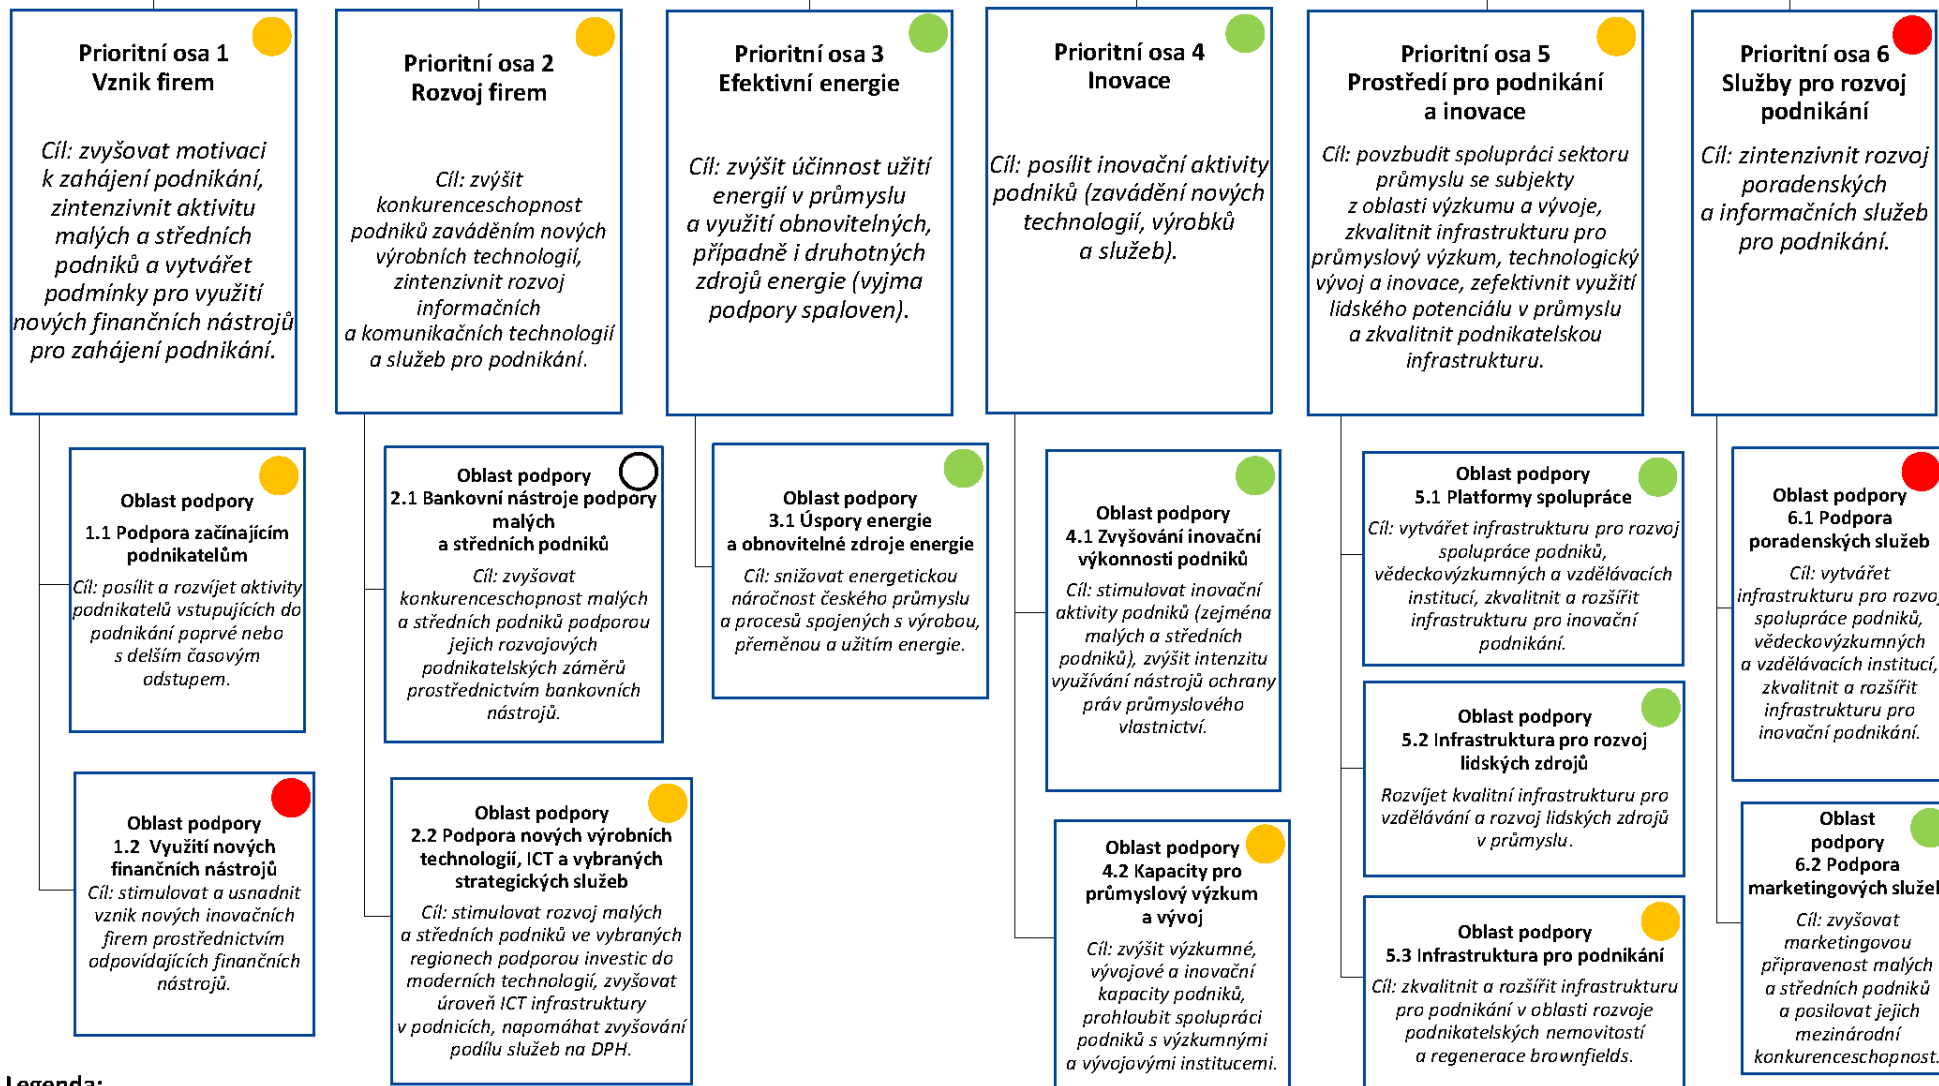 Prioritní osa 1
Vznik firem
Cíl: zvyšovat motivaci
k zahájení podnikání,
zintenzivnit aktivitu
malých a středních
podniků a vytvářet
podmínky pro využití
nových finančních nástrojů
pro zahájení podnikání.
Prioritní osa 2
Rozvoj firem
Cíl: zvýšit
konkurenceschopnost
podniků zaváděním nových
výrobních technologií,
zintenzivnit rozvoj
informačních
a komunikačních technologií
a služeb pro podnikání.
Prioritní osa 3
Efektivní energie
Cíl: zvýšit účinnost užití
energií v průmyslu
a využití obnovitelných,
případně i druhotných
zdrojů energie (vyjma
podpory spaloven).
Prioritní osa 4
Inovace
Cíl: posílit inovační aktivity
podniků (zavádění nových
technologií, výrobků
a služeb).
Prioritní osa 5
Prostředí pro podnikání
a inovace
Cíl: povzbudit spolupráci sektoru
průmyslu se subjekty
z oblasti výzkumu a vývoje,
zkvalitnit infrastrukturu pro
průmyslový výzkum, technologický
vývoj a inovace, zefektivnit využití
lidského potenciálu v průmyslu
a zkvalitnit podnikatelskou
infrastrukturu.
Prioritní osa 6
Služby pro rozvoj
podnikání
Cíl: zintenzivnit rozvoj
poradenských
a informačních služeb
pro podnikání.
Oblast podpory
1.1 Podpora začínajícím
podnikatelům
Cíl: posílit a rozvíjet aktivity
podnikatelů vstupujících do
podnikání poprvé nebo
s delším časovým
odstupem.
Oblast podpory
1.2 Využití nových
finančních nástrojů
Cíl: stimulovat a usnadnit
vznik nových inovačních
firem prostřednictvím
odpovídajících finančních
nástrojů.
Oblast podpory
2.1 Bankovní nástroje podpory
malých
a středních podniků
Cíl: zvyšovat
konkurenceschopnost malých
a středních podniků podporou
jejich rozvojových
podnikatelských záměrů
prostřednictvím bankovních
nástrojů.
Oblast podpory
2.2 Podpora nových výrobních
technologií, ICT a vybraných
strategických služeb
Cíl: stimulovat rozvoj malých
a středních podniků ve vybraných
regionech podporou investic do
moderních technologií, zvyšovat
úroveň ICT infrastruktury
v podnicích, napomáhat zvyšování
podílu služeb na DPH.
Oblast podpory
3.1 Úspory energie
a obnovitelné zdroje energie
Cíl: snižovat energetickou
náročnost českého průmyslu
a procesů spojených s výrobou,
přeměnou a užitím energie.
Oblast podpory
4.1 Zvyšování inovační
výkonnosti podniků
Cíl: stimulovat inovační
aktivity podniků (zejména
malých a středních
podniků), zvýšit intenzitu
využívání nástrojů ochrany
práv průmyslového
vlastnictví.
Oblast podpory
4.2 Kapacity pro
průmyslový výzkum
a vývoj
Cíl: zvýšit výzkumné,
vývojové a inovační
kapacity podniků,
prohloubit spolupráci
podniků s výzkumnými
a vývojovými institucemi.
Oblast podpory
5.1 Platformy spolupráce
Cíl: vytvářet infrastrukturu pro rozvoj
spolupráce podniků,
vědeckovýzkumných a vzdělávacích
institucí, zkvalitnit a rozšířit
infrastrukturu pro inovační
podnikání.
Oblast podpory
5.2 Infrastruktura pro rozvoj
lidských zdrojů
Rozvíjet kvalitní infrastrukturu pro
vzdělávání a rozvoj lidských zdrojů
v průmyslu.
Oblast podpory
5.3 Infrastruktura pro podnikání
Cíl: zkvalitnit a rozšířit infrastrukturu
pro podnikání v oblasti rozvoje
podnikatelských nemovitostí
a regenerace brownfields.
Oblast podpory
6.1 Podpora
poradenských služeb
Cíl: vytvářet
infrastrukturu pro rozvoj
spolupráce podniků,
vědeckovýzkumných
a vzdělávacích institucí,
zkvalitnit a rozšířit
infrastrukturu pro
inovační podnikání.
Oblast
podpory
6.2 Podpora
marketingových služeb
Cíl: zvyšovat
marketingovou
připravenost malých
a středních podniků
a posilovat jejich
mezinárodní
konkurenceschopnost.
Legenda: